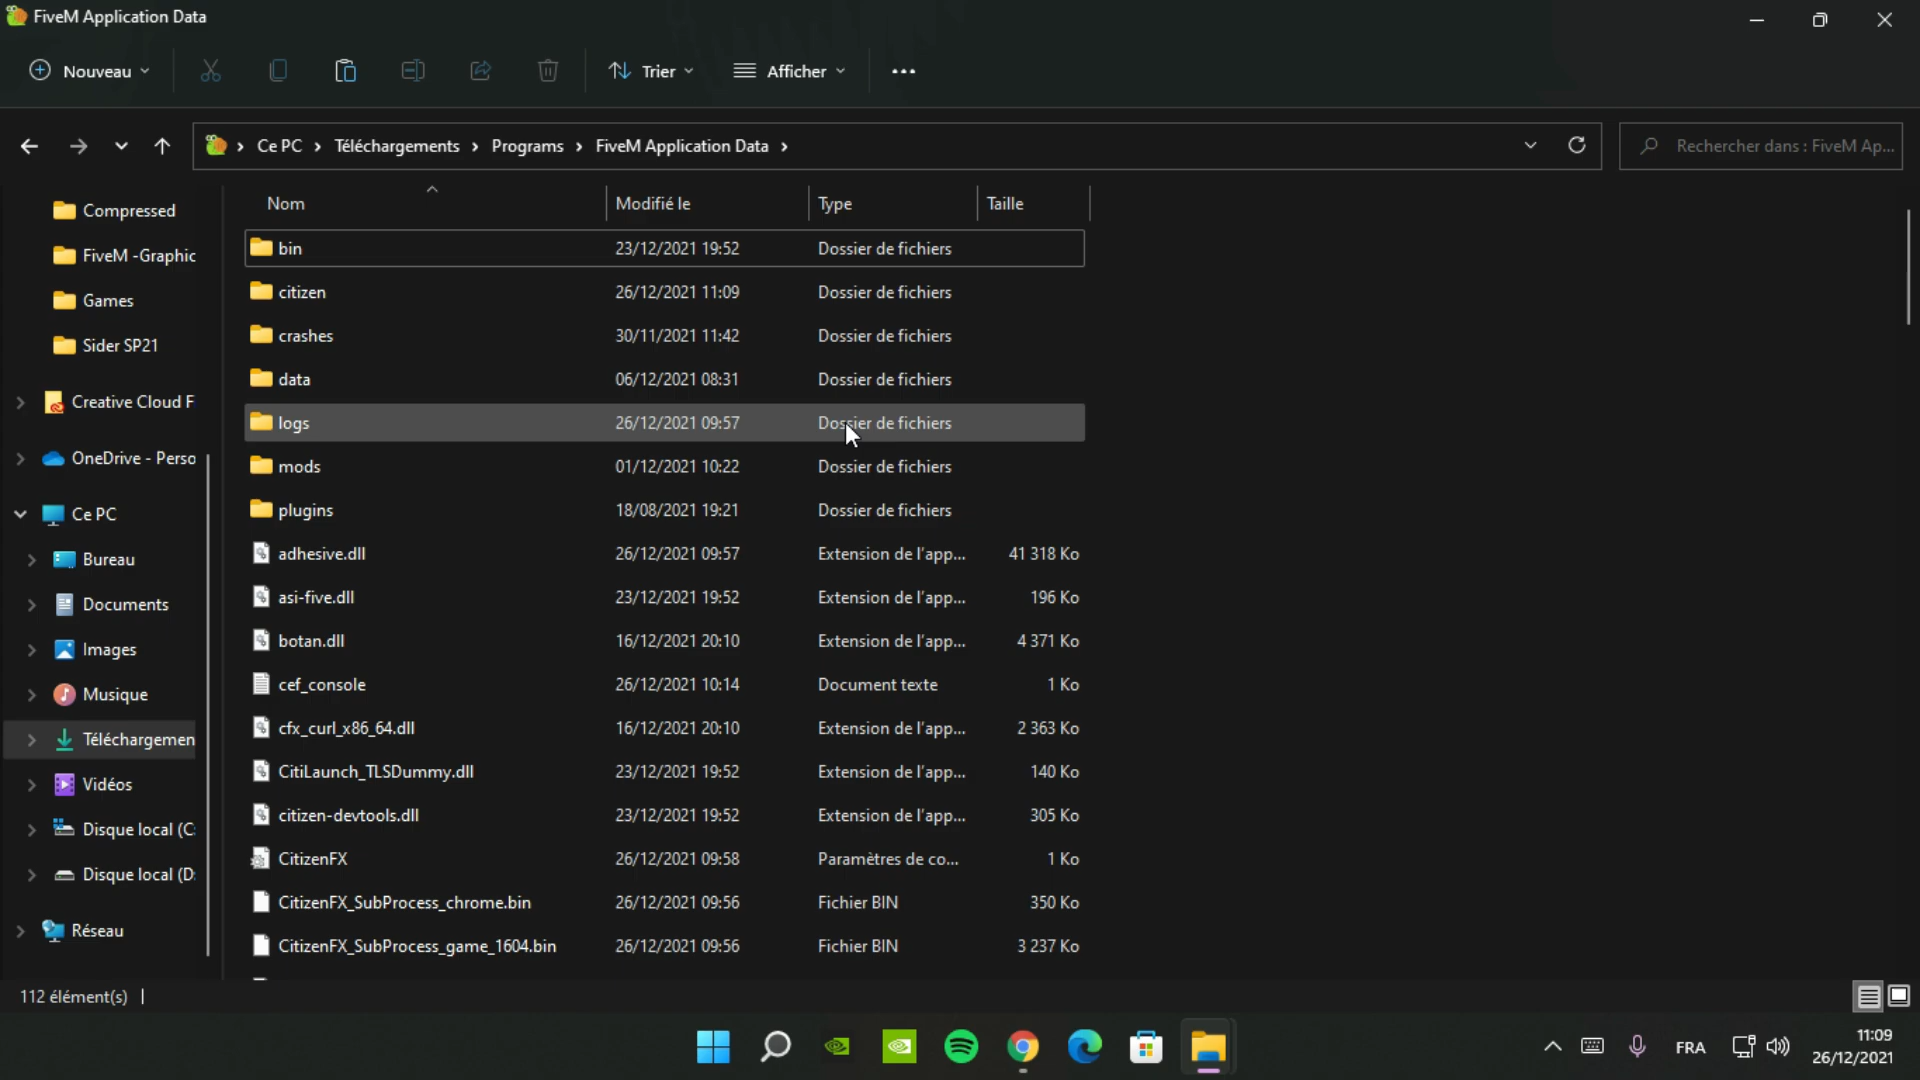 FiveM Application Data
Nouveau
Trier
Afficher
Ce PC > Téléchargements > Programs > FiveM Application Data >
Rechercher dans : FiveM Ap...
Compressed
FiveM -Graphic
Games
Sider SP21
Creative Cloud F
OneDrive - Perso
Ce PC
Bureau
Documents
Images
Musique
Téléchargemen
Vidéos
Disque local (C:
Disque local (D:
Réseau
Nom Modifié le Type Taille
bin 23/12/2021 19:52 Dossier de fichiers
citizen 26/12/2021 11:09 Dossier de fichiers
crashes 30/11/2021 11:42 Dossier de fichiers
data 06/12/2021 08:31 Dossier de fichiers
logs 26/12/2021 09:57 Dossier de fichiers
mods 01/12/2021 10:22 Dossier de fichiers
plugins 18/08/2021 19:21 Dossier de fichiers
adhesive.dll 26/12/2021 09:57 Extension de l'app... 41 318 Ko
asi-five.dll 23/12/2021 19:52 Extension de l'app... 196 Ko
botan.dll 16/12/2021 20:10 Extension de l'app... 4 371 Ko
cef_console 26/12/2021 10:14 Document texte 1 Ko
cfx_curl_x86_64.dll 16/12/2021 20:10 Extension de l'app... 2 363 Ko
CitiLaunch_TLSDummy.dll 23/12/2021 19:52 Extension de l'app... 140 Ko
citizen-devtools.dll 23/12/2021 19:52 Extension de l'app... 305 Ko
CitizenFX 26/12/2021 09:58 Paramètres de co... 1 Ko
CitizenFX_SubProcess_chrome.bin 26/12/2021 09:56 Fichier BIN 350 Ko
CitizenFX_SubProcess_game_1604.bin 26/12/2021 09:56 Fichier BIN 3 237 Ko
112 élément(s)
FRA
11:09
26/12/2021